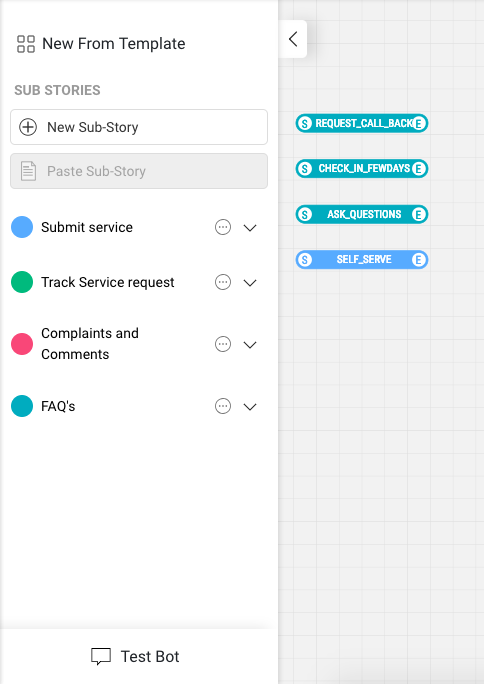 New From Template
SUB STORIES
New Sub-Story
Paste Sub-Story
Submit service
Track Service request
Complaints and
Comments
FAQ's
Test Bot
S REQUEST_CALL_BACK E
S CHECK_IN_FEWDAYS E
S ASK_QUESTIONS E
S SELF_SERVE E